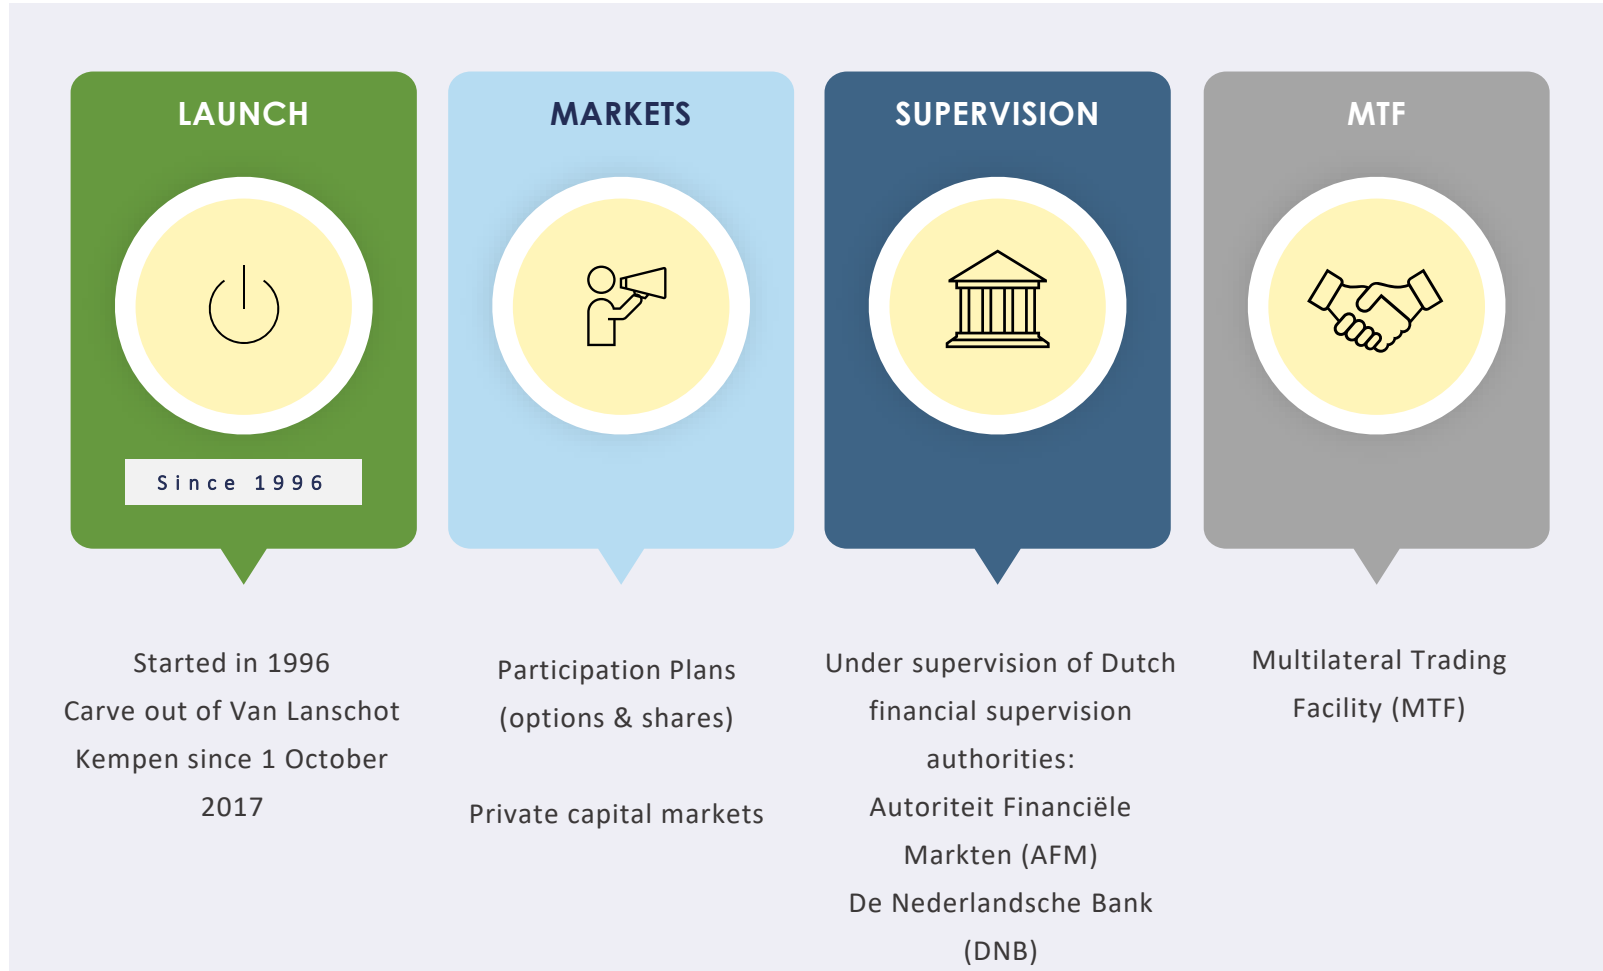 LAUNCH
Since 1996
Started in 1996
Carve out of Van Lanschot
Kempen since 1 October
2017
MARKETS
Participation Plans
(options & shares)
Private capital markets
SUPERVISION
Under supervision of Dutch
financial supervision
authorities:
Autoriteit Financiële
Markten (AFM)
De Nederlandsche Bank
(DNB)
MTF
Multilateral Trading
Facility (MTF)